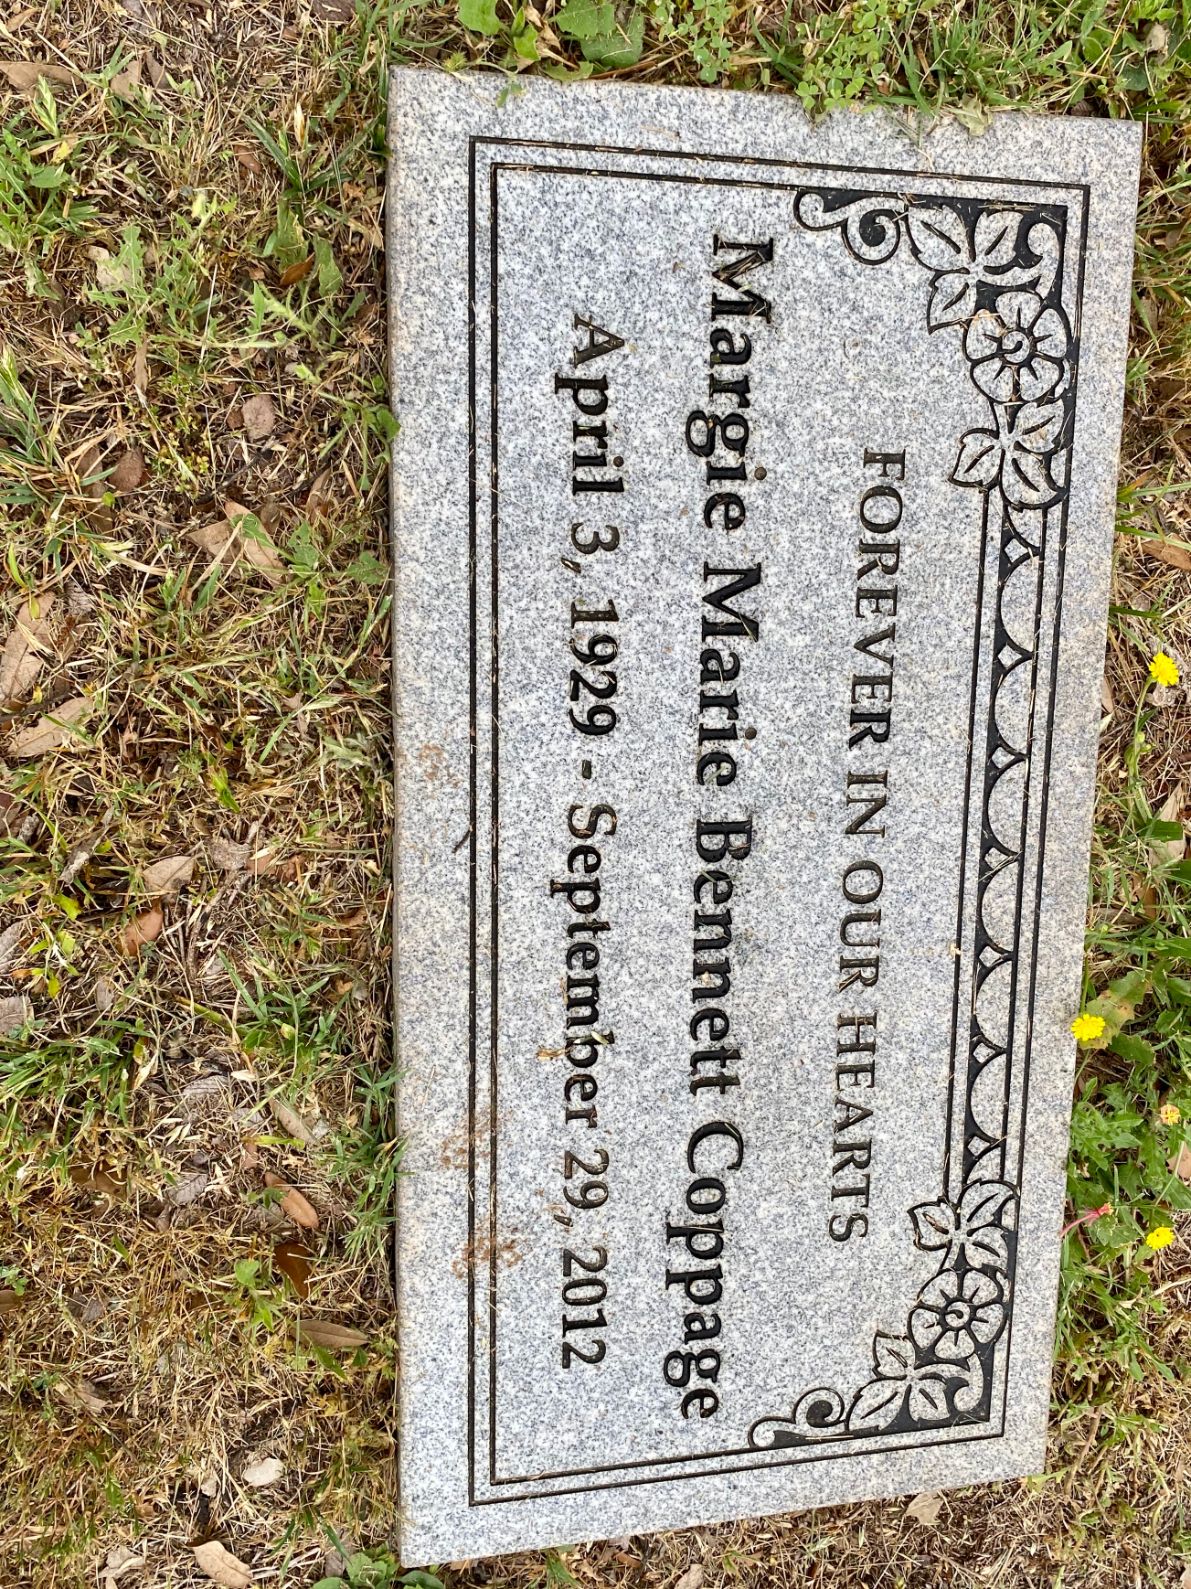 FOREVER IN OUR HEARTS
Margie Marie Bennett Coppage
April 3, 1929 - September 29, 2012